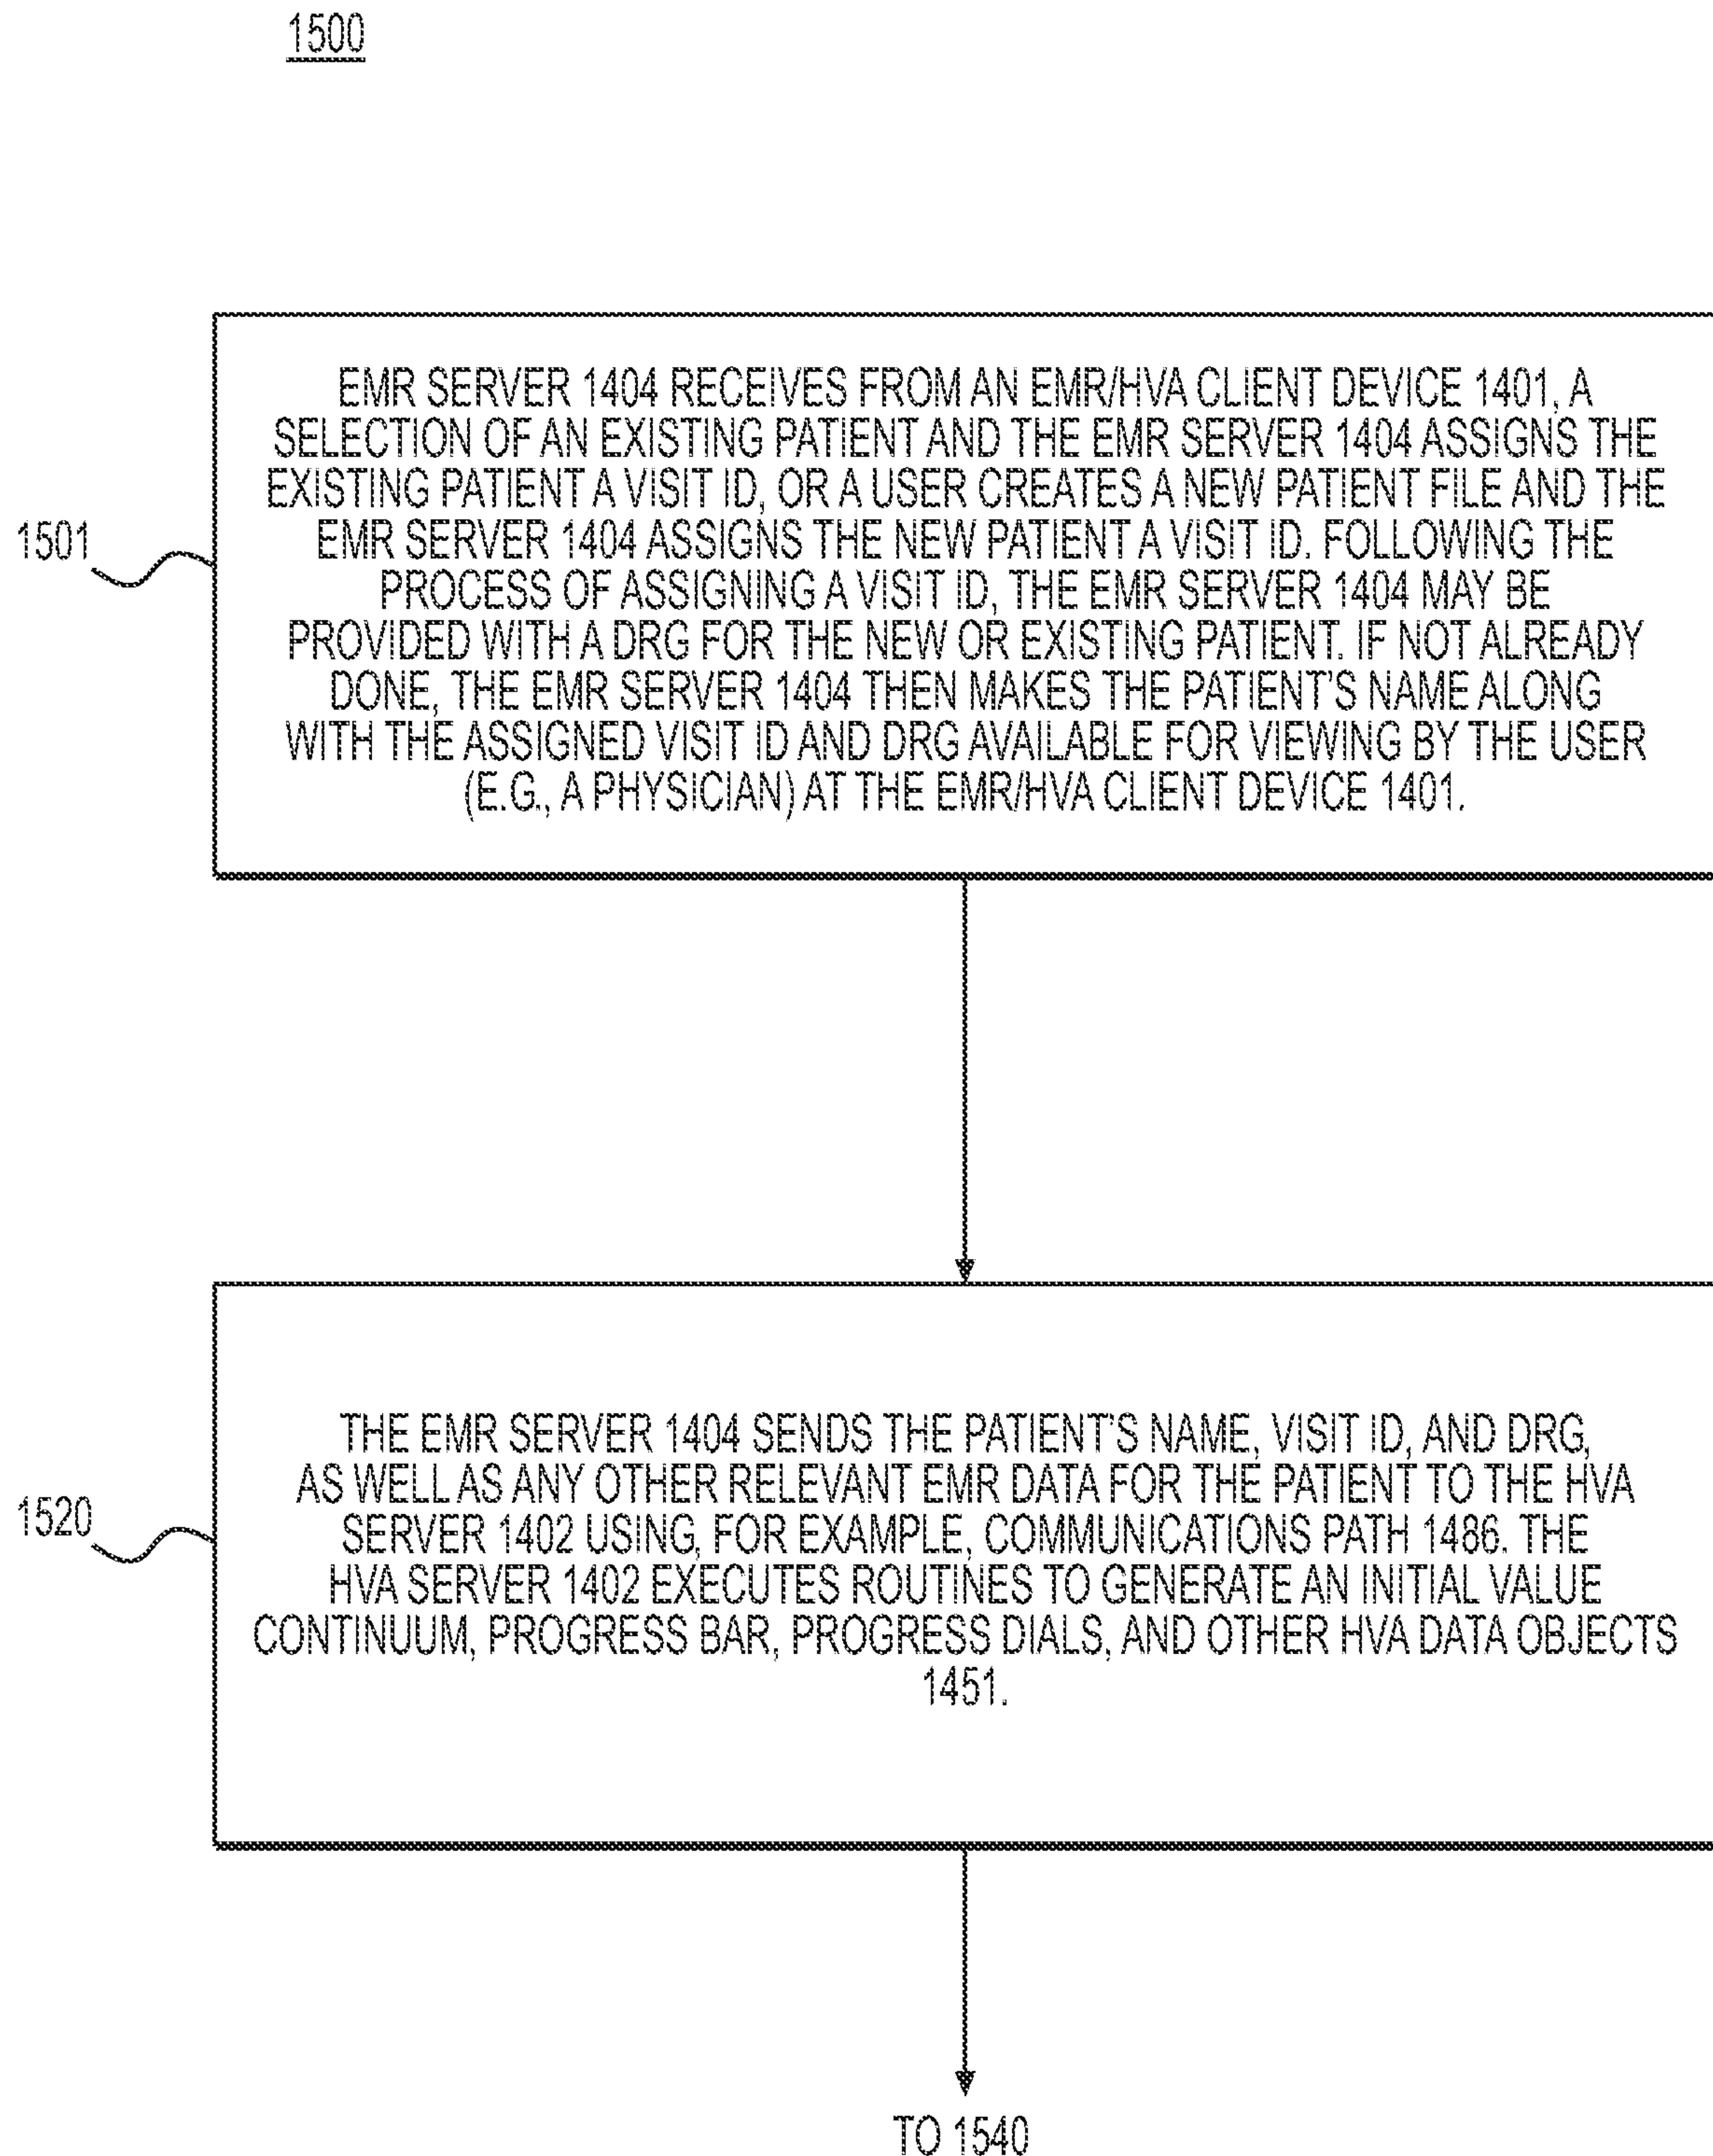 1500
EMR SERVER 1404 RECEIVES FROM AN EMR/HVA CLIENT DEVICE 1401, A
SELECTION OF AN EXISTING PATIENT AND THE EMR SERVER 1404 ASSIGNS THE
EXISTING PATIENT A VISIT ID, OR A USER CREATES A NEW PATIENT FILE AND THE
EMR SERVER 1404 ASSIGNS THE NEW PATIENT A VISIT ID. FOLLOWING THE
PROCESS OF ASSIGNING A VISIT ID, THE EMR SERVER 1404 MAY BE
PROVIDED WITH A DRG FOR THE NEW OR EXISTING PATIENT. IF NOT ALREADY
DONE, THE EMR SERVER 1404 THEN MAKES THE PATIENT'S NAME ALONG
WITH THE ASSIGNED VISIT ID AND DRG AVAILABLE FOR VIEWING BY THE USER
(E.G., A PHYSICIAN) AT THE EMR/HVA CLIENT DEVICE 1401.
1501
THE EMR SERVER 1404 SENDS THE PATIENT'S NAME, VISIT ID, AND DRG,
AS WELL AS ANY OTHER RELEVANT EMR DATA FOR THE PATIENT TO THE HVA
SERVER 1402 USING, FOR EXAMPLE, COMMUNICATIONS PATH 1486. THE
HVA SERVER 1402 EXECUTES ROUTINES TO GENERATE AN INITIAL VALUE
CONTINUUM, PROGRESS BAR, PROGRESS DIALS, AND OTHER HVA DATA OBJECTS
1451.
1520
TO 1540